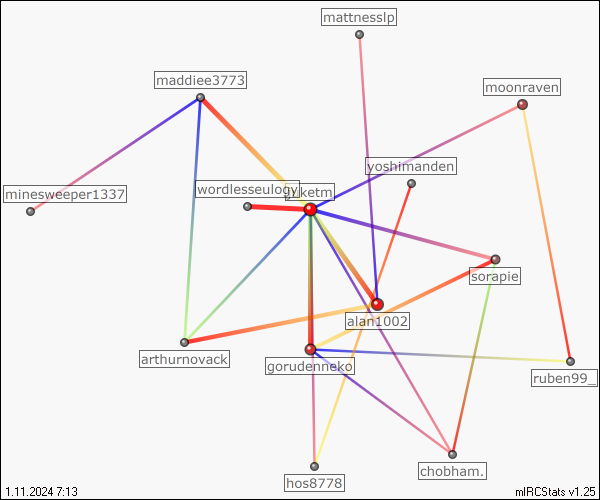 mattnesslp
maddiee3773
moonraven
yoshimanden
wordlesseulogy
minesweeper1337
sorapie
alan1002
arthurnovack
gorudenneko
ruben99_
chobham.
hos8778
1.11.2024 7:13
mIRCStats v1.25